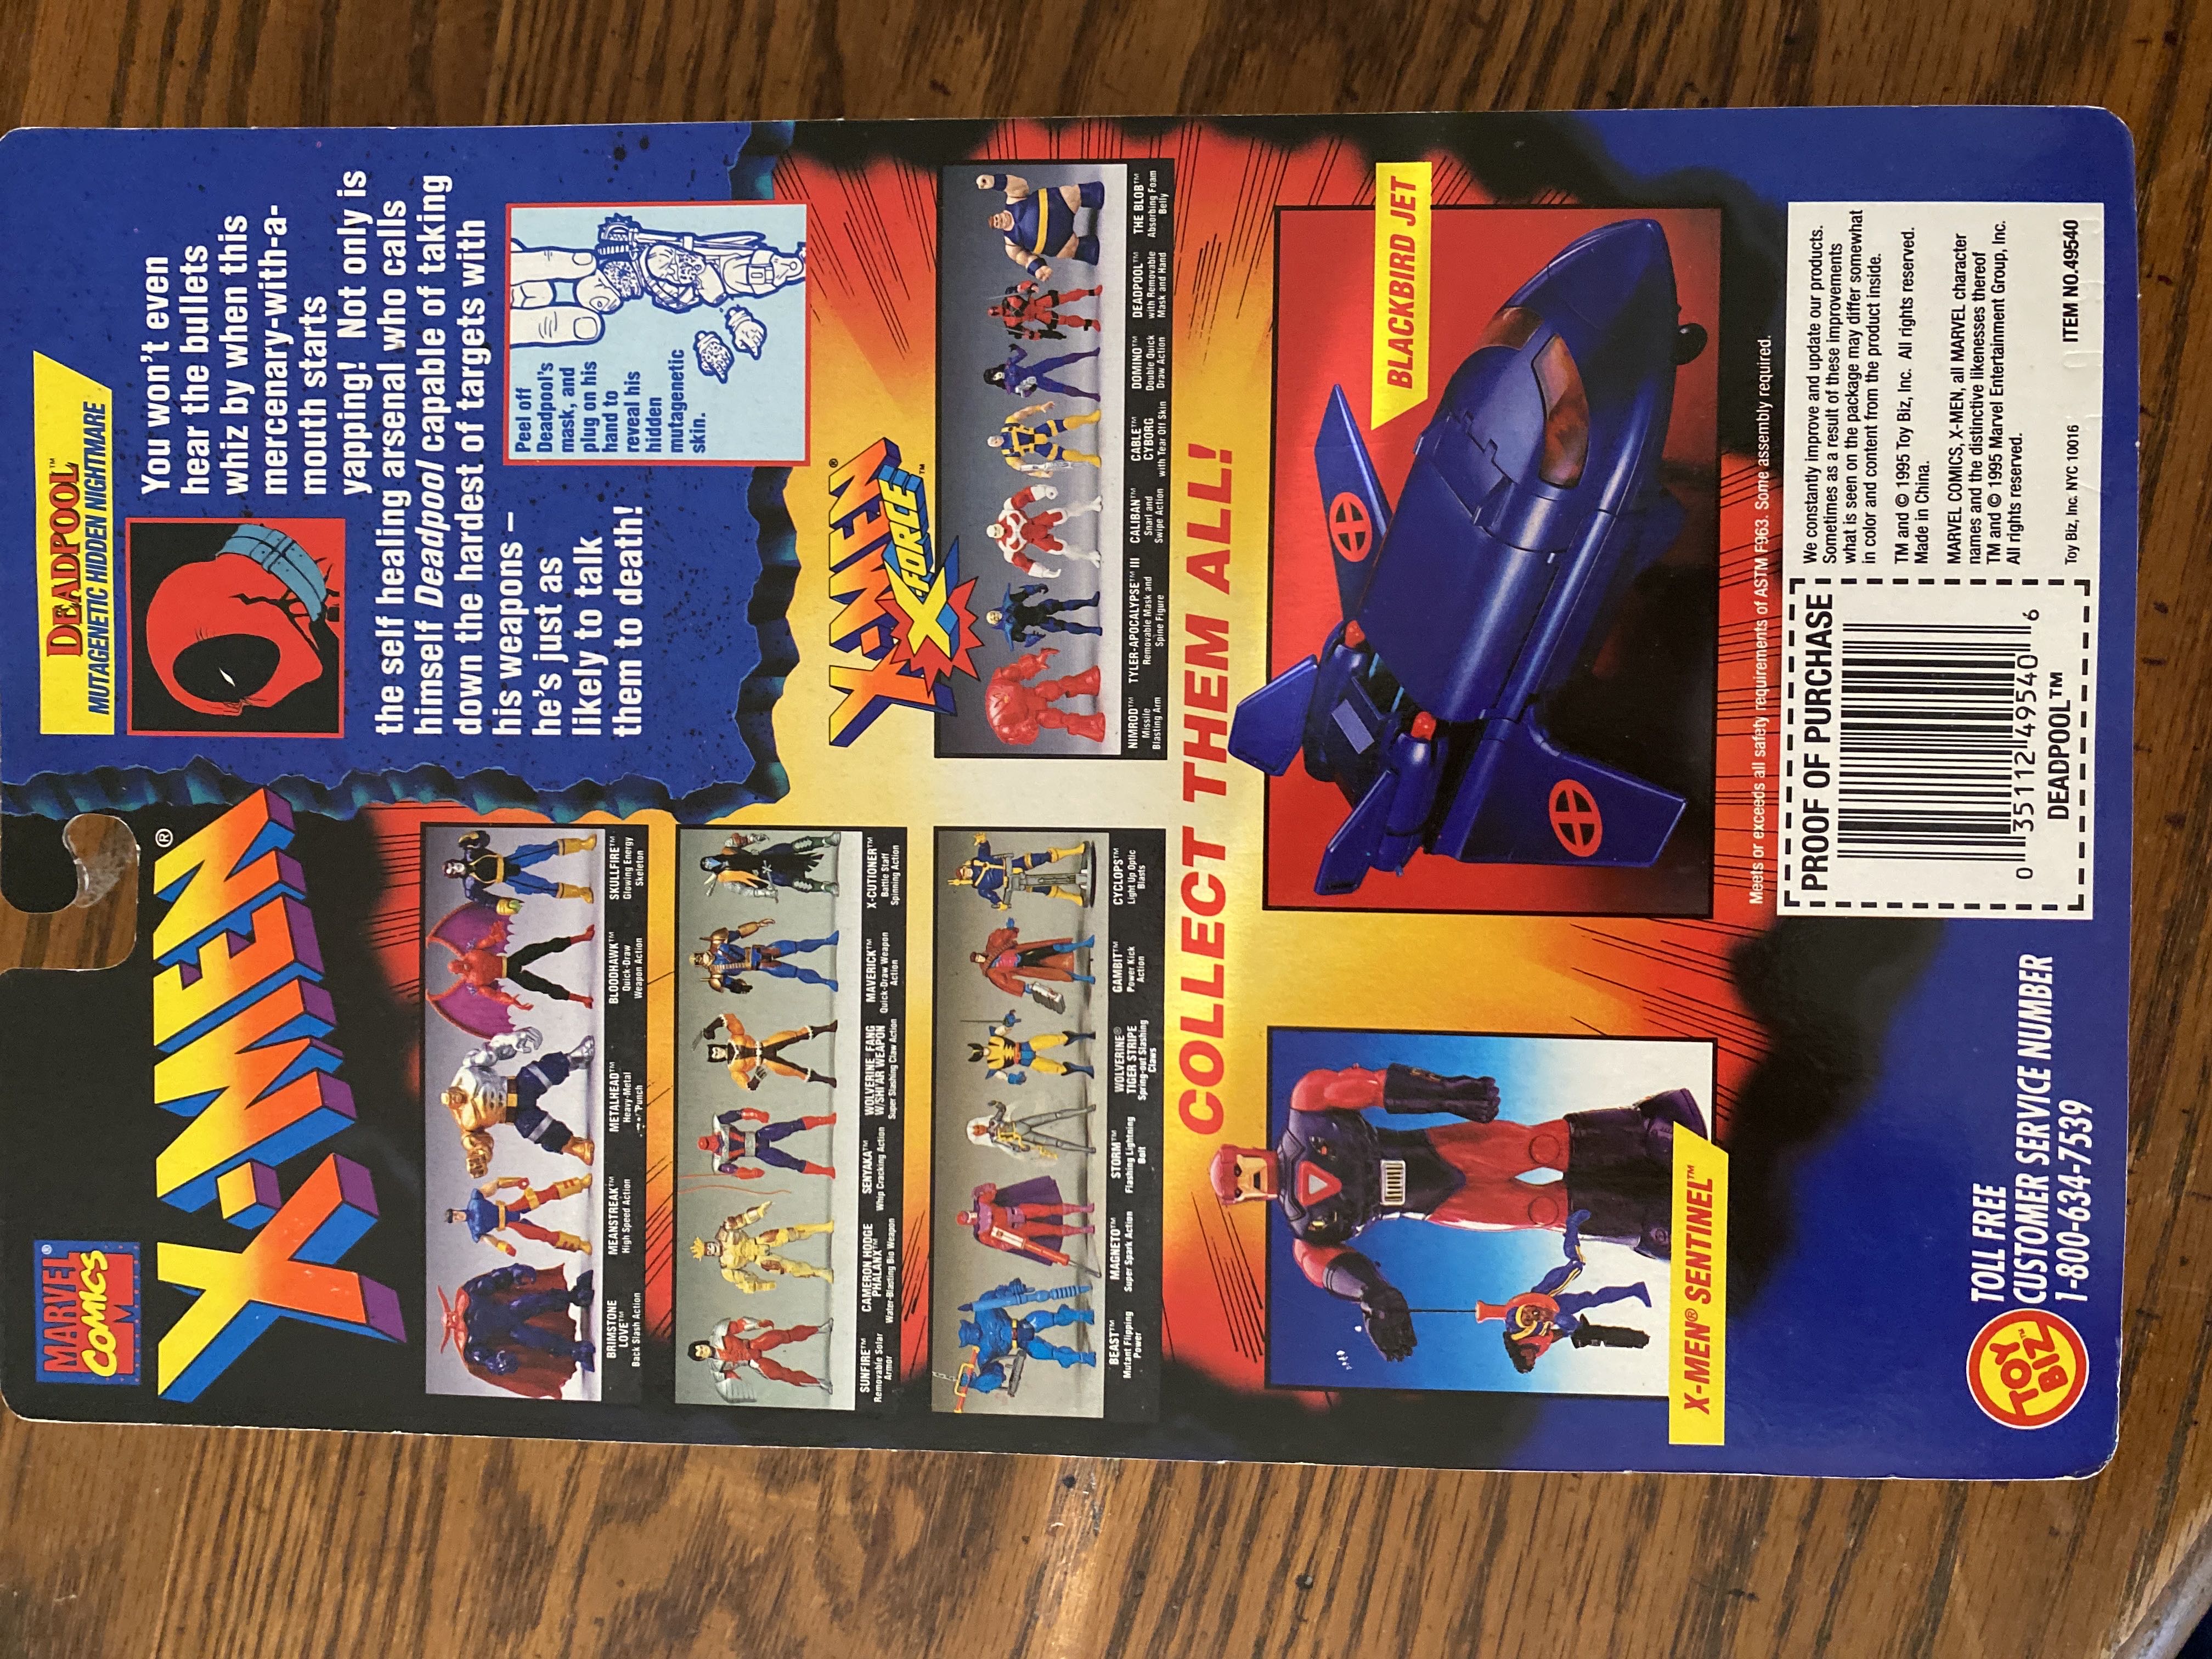 MARVEL®
COMICS
X-MEN®
DEADPOOL™
MUTAGENETIC HIDDEN NIGHTMARE
You won't even
hear the bullets
whiz by when this
mercenary-with-a-
mouth starts
yapping! Not only is
the self healing arsenal who calls
himself Deadpool capable of taking
down the hardest of targets with
his weapons –
he's just as
likely to talk
them to death!
Peel off
Deadpool's
mask, and
plug on his
hand to
reveal his
hidden
mutagenetic
skin.
BRIMSTONE
LOVE™
Back Slash Action
MEANSTREAK™
High Speed Action
METALHEAD™
Heavy-Metal
Punch
BLOODHAWK™
Quick-Draw
Weapon Action
SKULLFIRE™
Glowing Energy
Skeleton
SUNFIRE™
Removable Solar
Armor
CAMERON HODGE
PHALANX™
Water-Blasting Bio Weapon
SENYAKA™
Whip Cracking Action
WOLVERINE® FANG
W/SHI'AR WEAPON
Super Slashing Claw Action
MAVERICK™
Quick-Draw Weapon
Action
X-CUTIONER™
Battle Staff
Spinning Action
BEAST™
Mutant Flipping
Power
MAGNETO™
Super Spark Action
STORM™
Flashing Lightning
Bolt
WOLVERINE®
TIGER STRIPE
Spring-out Slashing
Claws
GAMBIT™
Power Kick
Action
CYCLOPS™
Light Up Optic
Blasts
X-MEN®
X-FORCE™
NIMROD™
Missile
Blasting Arm
TYLER-APOCALYPSE™ III
Removable Mask and
Spine Figure
CALIBAN™
Snarl and
Swipe Action
CABLE™
CYBORG
with Tear Off Skin
DOMINO™
Double Quick
Draw Action
DEADPOOL™
with Removable
Mask and Hand
THE BLOB™
Absorbing Foam
Belly
COLLECT THEM ALL!
X-MEN® SENTINEL™
BLACKBIRD JET
Meets or exceeds all safety requirements of ASTM F963. Some assembly required.
TOY
BIZ™
TOLL FREE
CUSTOMER SERVICE NUMBER
1-800-634-7539
PROOF OF PURCHASE
0 35112 49540 6
DEADPOOL™
We constantly improve and update our products.
Sometimes as a result of these improvements
what is seen on the package may differ somewhat
in color and content from the product inside.
TM and © 1995 Toy Biz, Inc. All rights reserved.
Made in China.
MARVEL COMICS, X-MEN, all MARVEL character
names and the distinctive likenesses thereof
TM and © 1995 Marvel Entertainment Group, Inc.
All rights reserved.
Toy Biz, Inc. NYC 10016 ITEM NO.49540